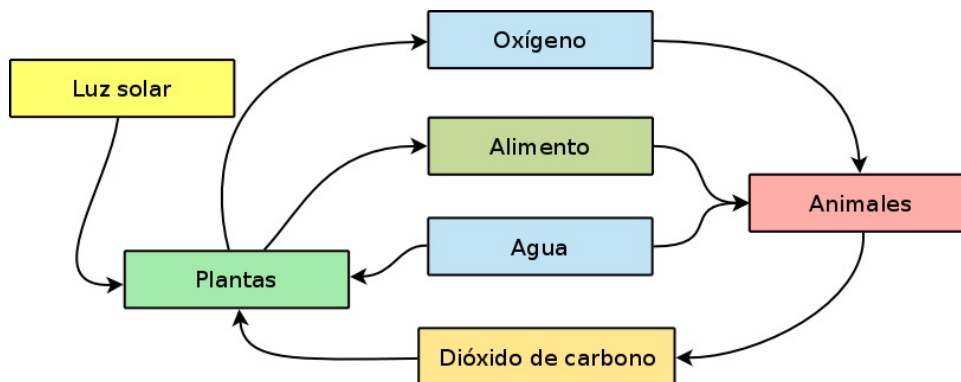 Oxígeno
Luz solar
Alimento
Animales
Agua
Plantas
Dióxido de carbono